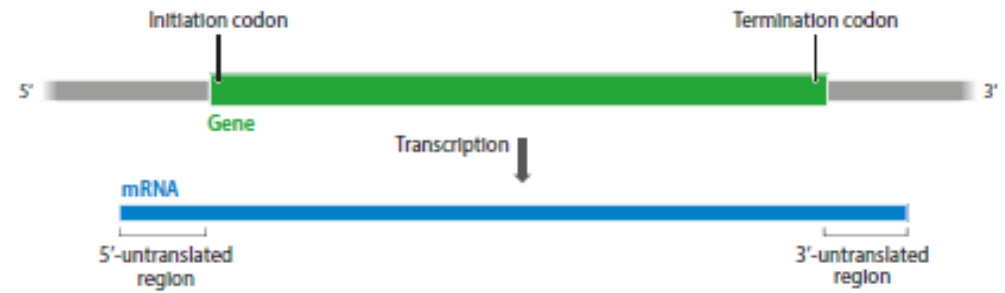 Initiation codon
Termination codon
5′
3′
Gene
Transcription
mRNA
5′-untranslated
region
3′-untranslated
region